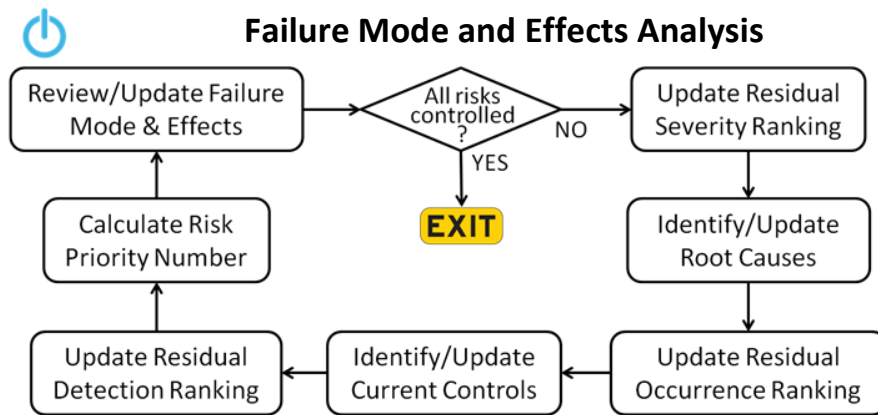 Failure Mode and Effects Analysis
Review/Update Failure
Mode & Effects
All risks
controlled
?
NO
YES
EXIT
Update Residual
Severity Ranking
Identify/Update
Root Causes
Update Residual
Occurrence Ranking
Identify/Update
Current Controls
Update Residual
Detection Ranking
Calculate Risk
Priority Number